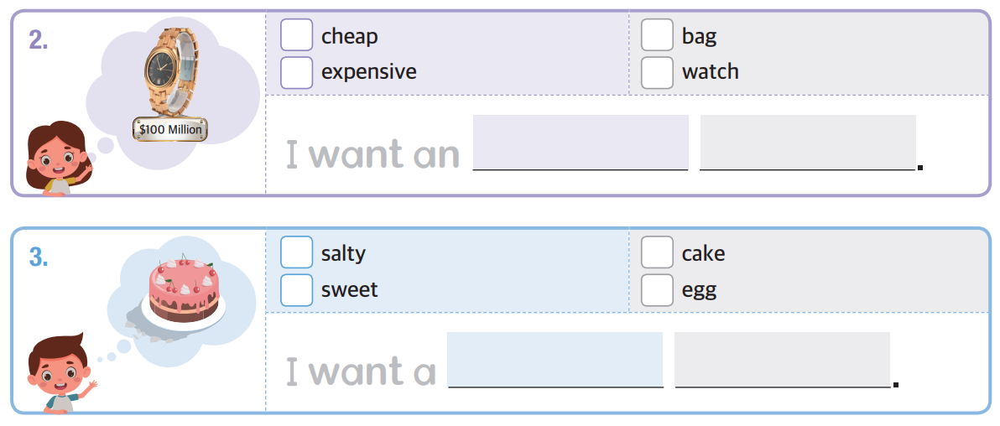 2.
$100 Million
cheap
expensive
bag
watch
I want an .
3.
salty
sweet
cake
egg
I want a .